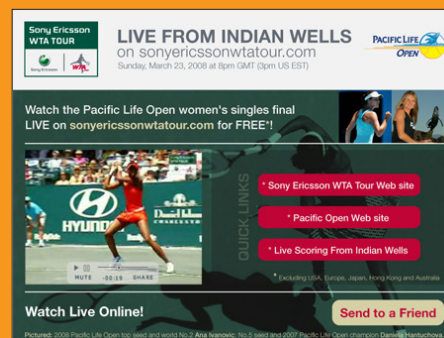 Sony Ericsson
WTA TOUR
Sony Ericsson
LIVE FROM INDIAN WELLS
on sonyericssonwtatour.com
Sunday, March 23, 2008 at 8pm GMT (3pm US EST)
PACIFIC LIFE
OPEN
Watch the Pacific Life Open women's singles final
LIVE on sonyericssonwtatour.com for FREE*!
HYUNDAI
MUTE -00:19 SHARE
QUICK LINKS
* Sony Ericsson WTA Tour Web site
* Pacific Open Web site
* Live Scoring From Indian Wells
* Excluding USA, Europe, Japan, Hong Kong and Australia
Watch Live Online!
Send to a Friend
Pictured: 2008 Pacific Life Open top seed and world No.2 Ana Ivanovic; No.5 seed and 2007 Pacific Life Open champion Daniela Hantuchova